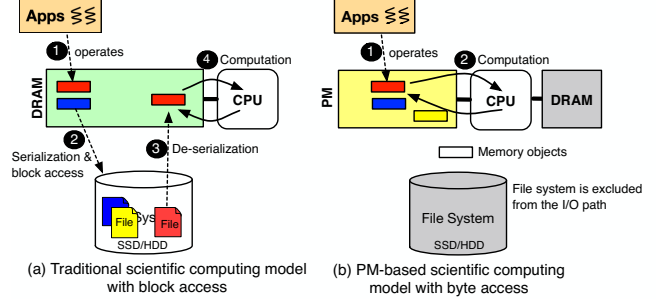 Apps
1 operates
4 Computation
DRAM
CPU
2
Serialization &
block access
3 De-serialization
Sys
File
File
SSD/HDD
(a) Traditional scientific computing model
with block access
Apps
1 operates
2 Computation
PM
CPU
DRAM
Memory objects
File System
SSD/HDD
File system is excluded
from the I/O path
(b) PM-based scientific computing
model with byte access